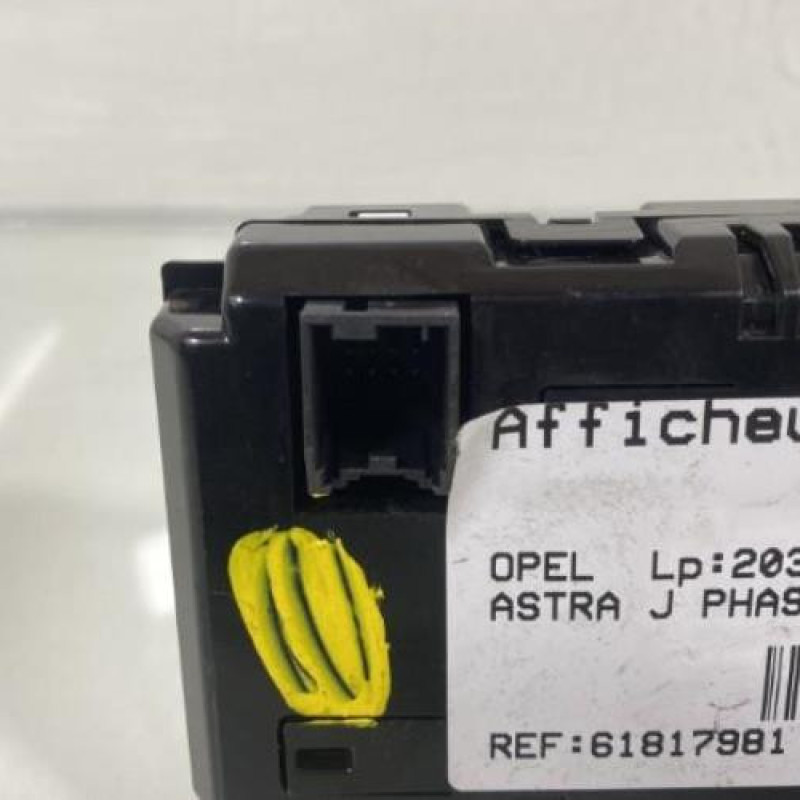 Afficheu
OPEL Lp:203
ASTRA J PHAS
REF:61817981